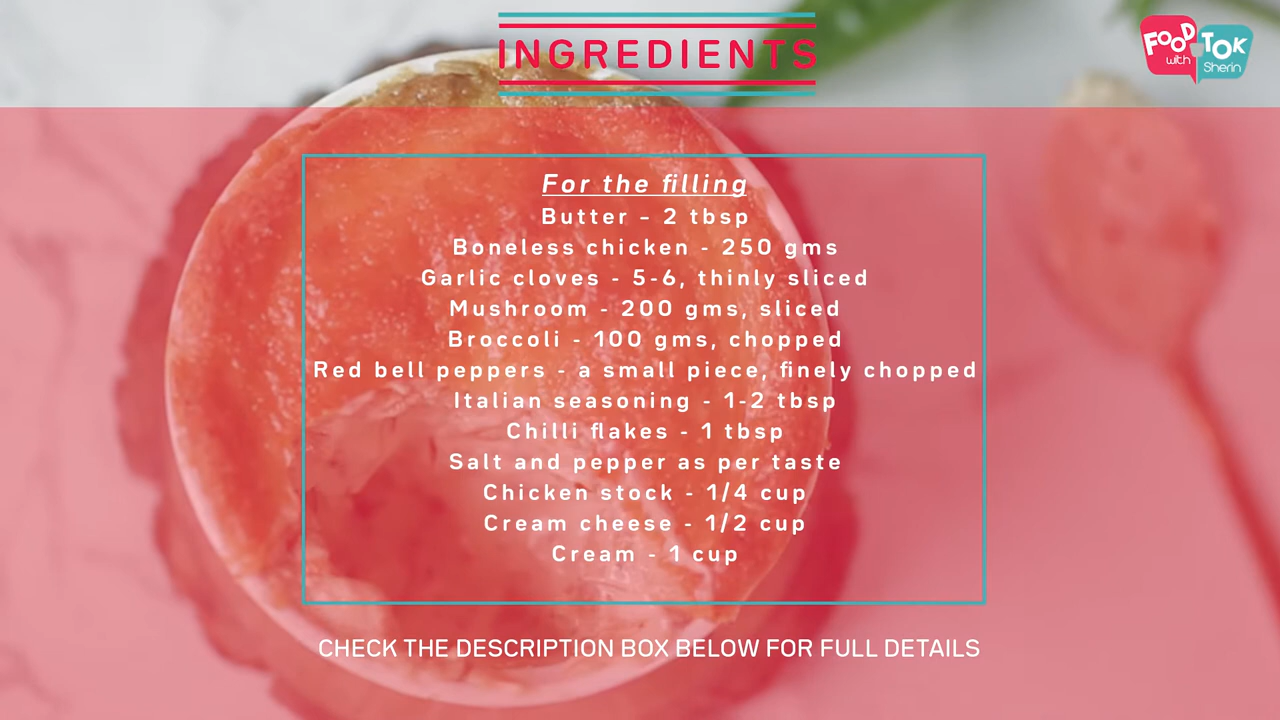 INGREDIENTS
FOOD
with
TOK
Sherin
For the filling
Butter - 2 tbsp
Boneless chicken - 250 gms
Garlic cloves - 5-6, thinly sliced
Mushroom - 200 gms, sliced
Broccoli - 100 gms, chopped
Red bell peppers - a small piece, finely chopped
Italian seasoning - 1-2 tbsp
Chilli flakes - 1 tbsp
Salt and pepper as per taste
Chicken stock - 1/4 cup
Cream cheese - 1/2 cup
Cream - 1 cup
CHECK THE DESCRIPTION BOX BELOW FOR FULL DETAILS